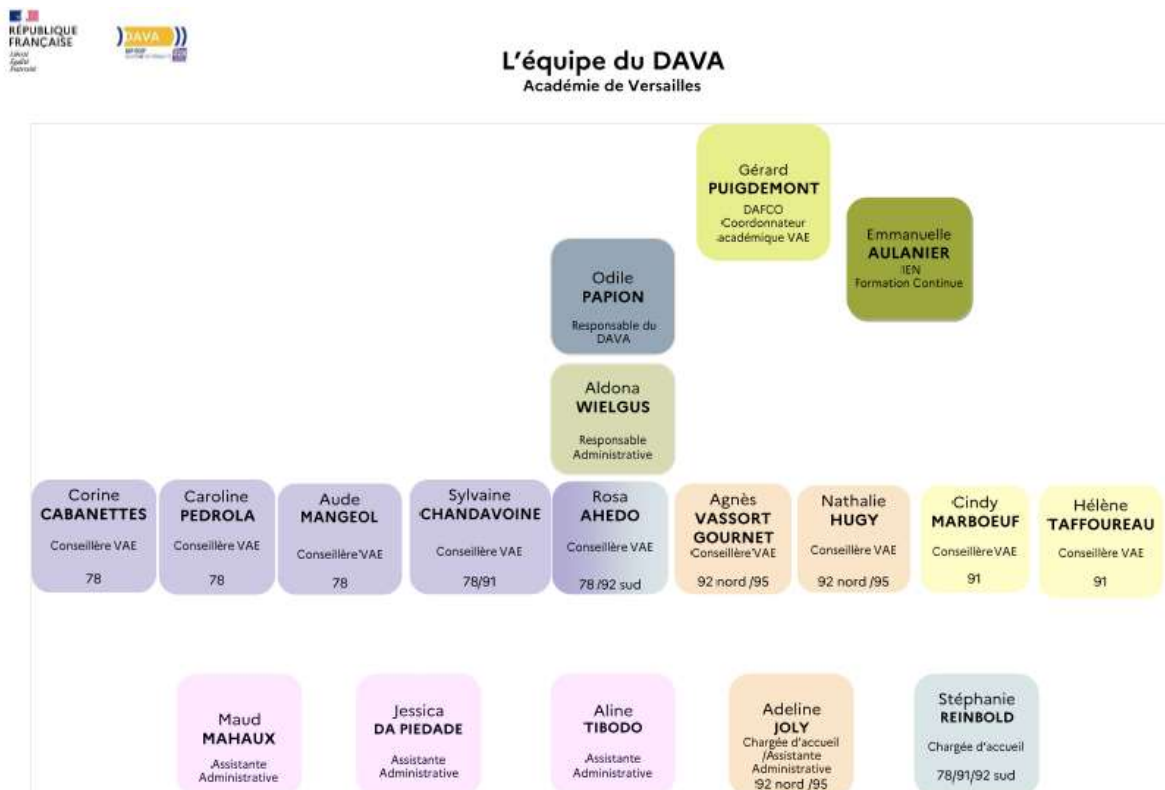 RÉPUBLIQUE
FRANÇAISE
Liberté
Égalité
Fraternité
DAVA
L'équipe du DAVA
Académie de Versailles
Gérard
PUIGDEMONT
DAFCO
Coordonnateur
académique VAE
Emmanuelle
AULANIER
IEN
Formation Continue
Odile
PAPION
Responsable du
DAVA
Aldona
WIELGUS
Responsable
Administrative
Corine
CABANETTES
Conseillère VAE
78
Caroline
PEDROLA
Conseillère VAE
78
Aude
MANGEOL
Conseillère VAE
78
Sylvaine
CHANDAVOINE
Conseillère VAE
78/91
Rosa
AHEDO
Conseillère VAE
78 /92 sud
Agnès
VASSORT
GOURNET
Conseillère VAE
92 nord /95
Nathalie
HUGY
Conseillère VAE
92 nord /95
Cindy
MARBOEUF
Conseillère VAE
91
Hélène
TAFFOUREAU
Conseillère VAE
91
Maud
MAHAUX
Assistante
Administrative
Jessica
DA PIEDADE
Assistante
Administrative
Aline
TIBODO
Assistante
Administrative
Adeline
JOLY
Chargée d'accueil
/Assistante
Administrative
92 nord /95
Stéphanie
REINBOLD
Chargée d'accueil
78/91/92 sud